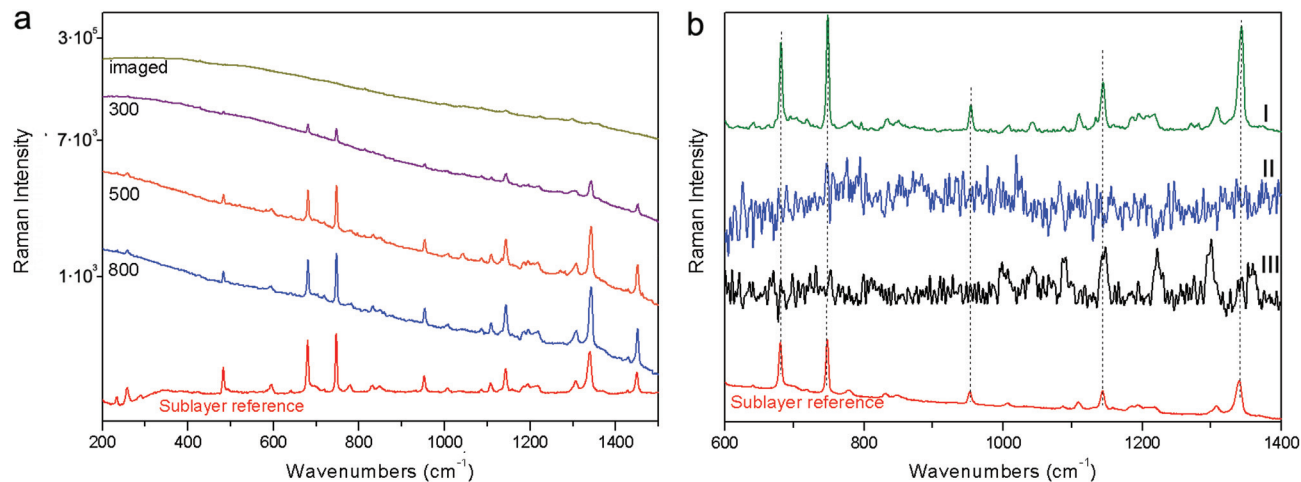 a
3·10⁵
imaged
300
7·10³
500
800
1·10³
Sublayer reference
200 400 600 800 1000 1200 1400
Wavenumbers (cm⁻¹)
Raman Intensity
b
I
II
III
Sublayer reference
600 800 1000 1200 1400
Wavenumbers (cm⁻¹)
Raman Intensity